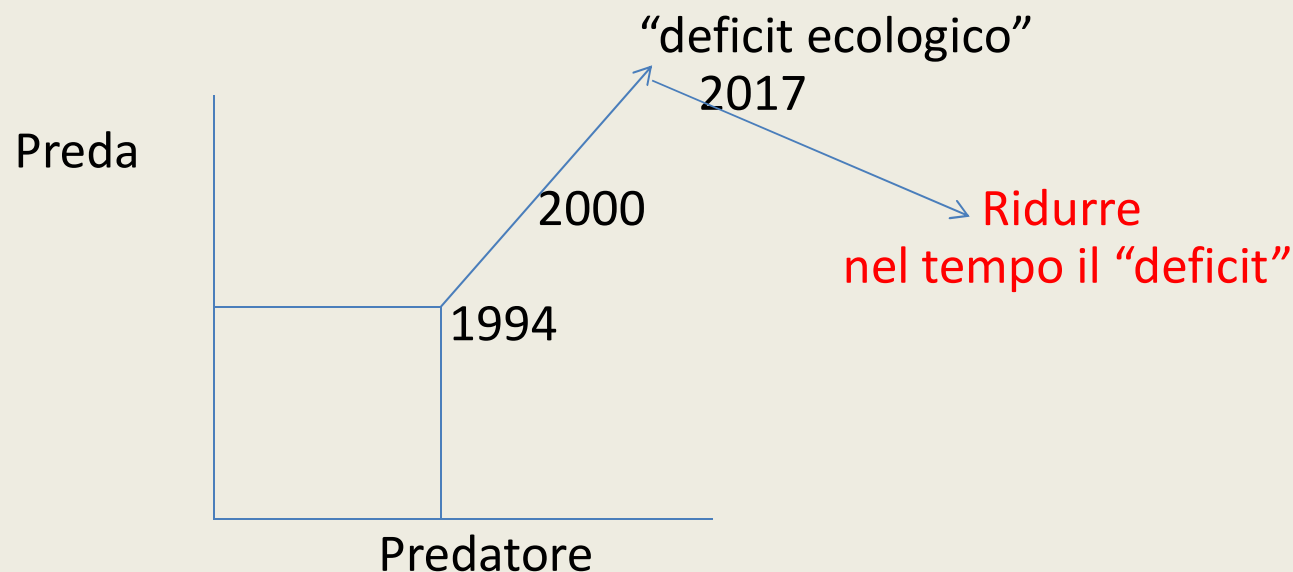 “deficit ecologico”
2017
Preda
2000
Ridurre
nel tempo il “deficit”
1994
Predatore